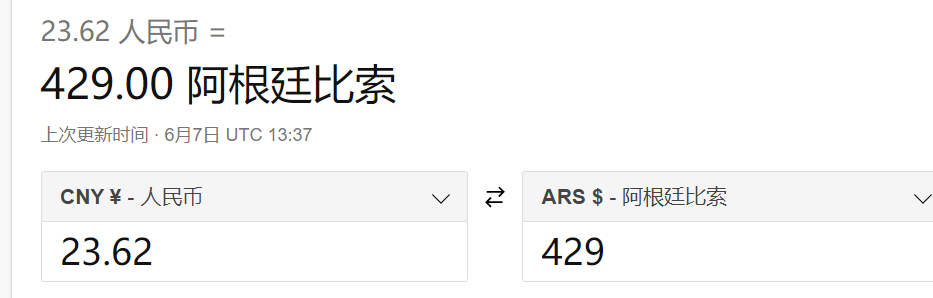 23.62 人民币 =
429.00 阿根廷比索
上次更新时间 · 6月7日 UTC 13:37
CNY ¥ - 人民币
ARS $ - 阿根廷比索
23.62
429